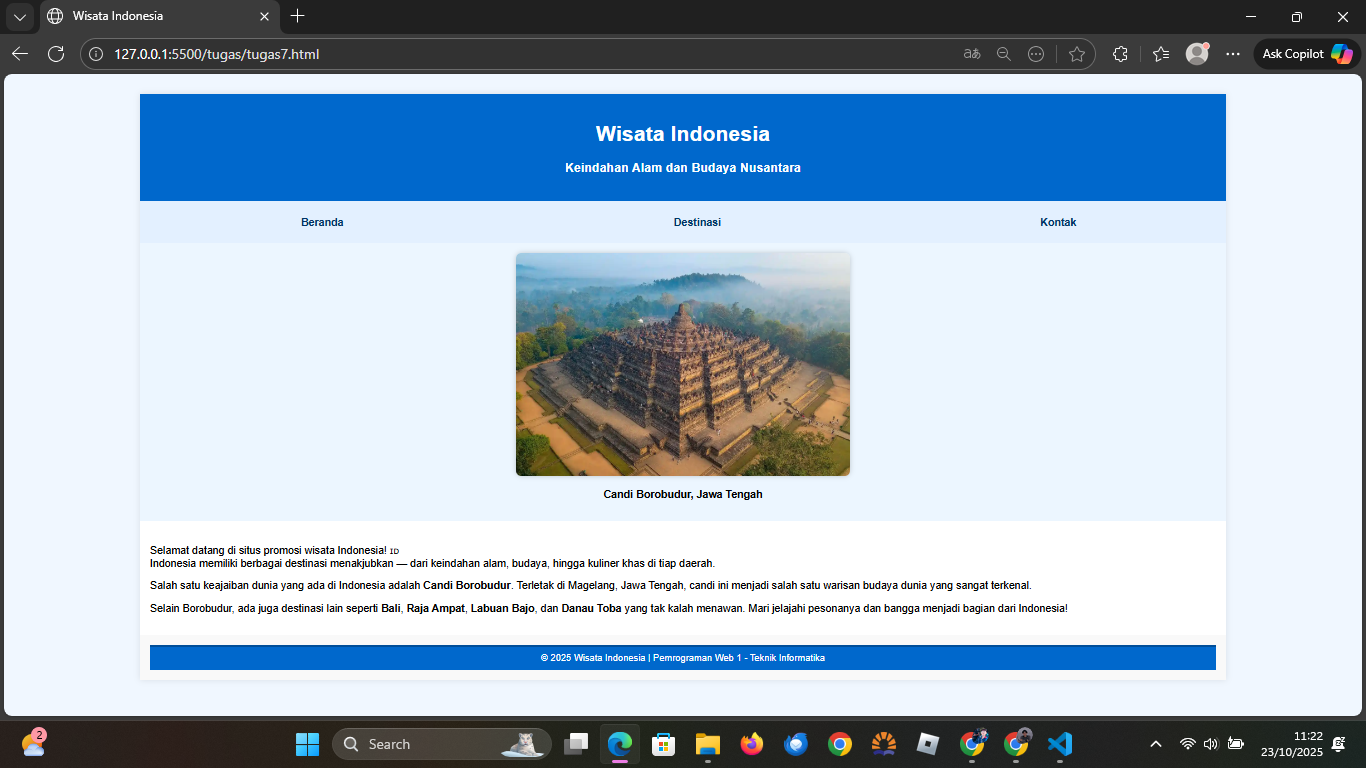 Wisata Indonesia
127.0.0.1:5500/tugas/tugas7.html
aあ
Ask Copilot
Wisata Indonesia
Keindahan Alam dan Budaya Nusantara
Beranda Destinasi Kontak
Candi Borobudur, Jawa Tengah
Selamat datang di situs promosi wisata Indonesia! ID
Indonesia memiliki berbagai destinasi menakjubkan — dari keindahan alam, budaya, hingga kuliner khas di tiap daerah.
Salah satu keajaiban dunia yang ada di Indonesia adalah Candi Borobudur. Terletak di Magelang, Jawa Tengah, candi ini menjadi salah satu warisan budaya dunia yang sangat terkenal.
Selain Borobudur, ada juga destinasi lain seperti Bali, Raja Ampat, Labuan Bajo, dan Danau Toba yang tak kalah menawan. Mari jelajahi pesonanya dan bangga menjadi bagian dari Indonesia!
© 2025 Wisata Indonesia | Pemrograman Web 1 - Teknik Informatika
2
Search
11:22
23/10/2025